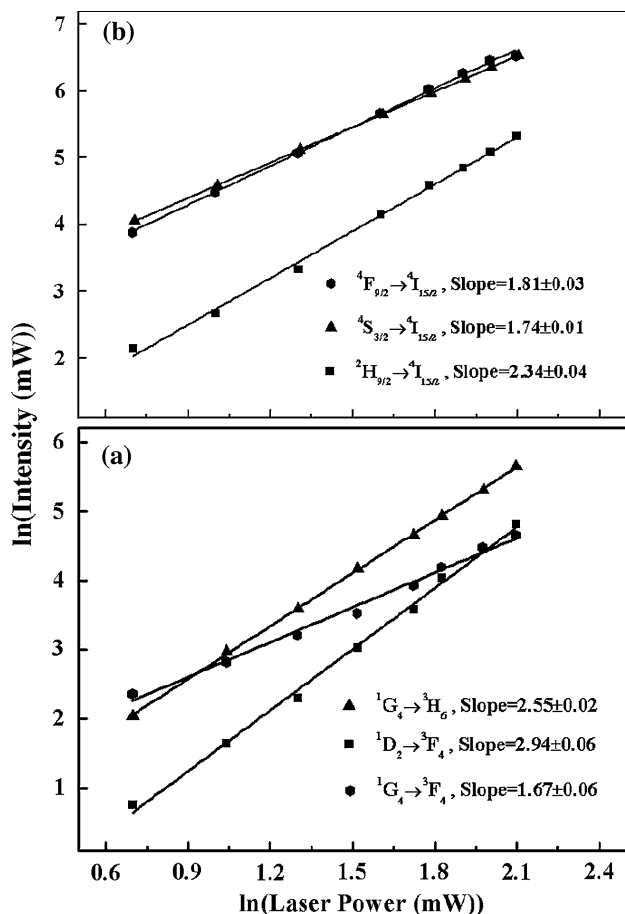 (b)
7
6
5
4
3
2
⁴F₉/₂→⁴I₁₅/₂, Slope=1.81±0.03
⁴S₃/₂→⁴I₁₅/₂, Slope=1.74±0.01
²H₉/₂→⁴I₁₅/₂, Slope=2.34±0.04
ln(Intensity (mW))
(a)
6
5
4
3
2
1
¹G₄→³H₆, Slope=2.55±0.02
¹D₂→³F₄, Slope=2.94±0.06
¹G₄→³F₄, Slope=1.67±0.06
0.6 0.9 1.2 1.5 1.8 2.1 2.4
ln(Laser Power (mW))